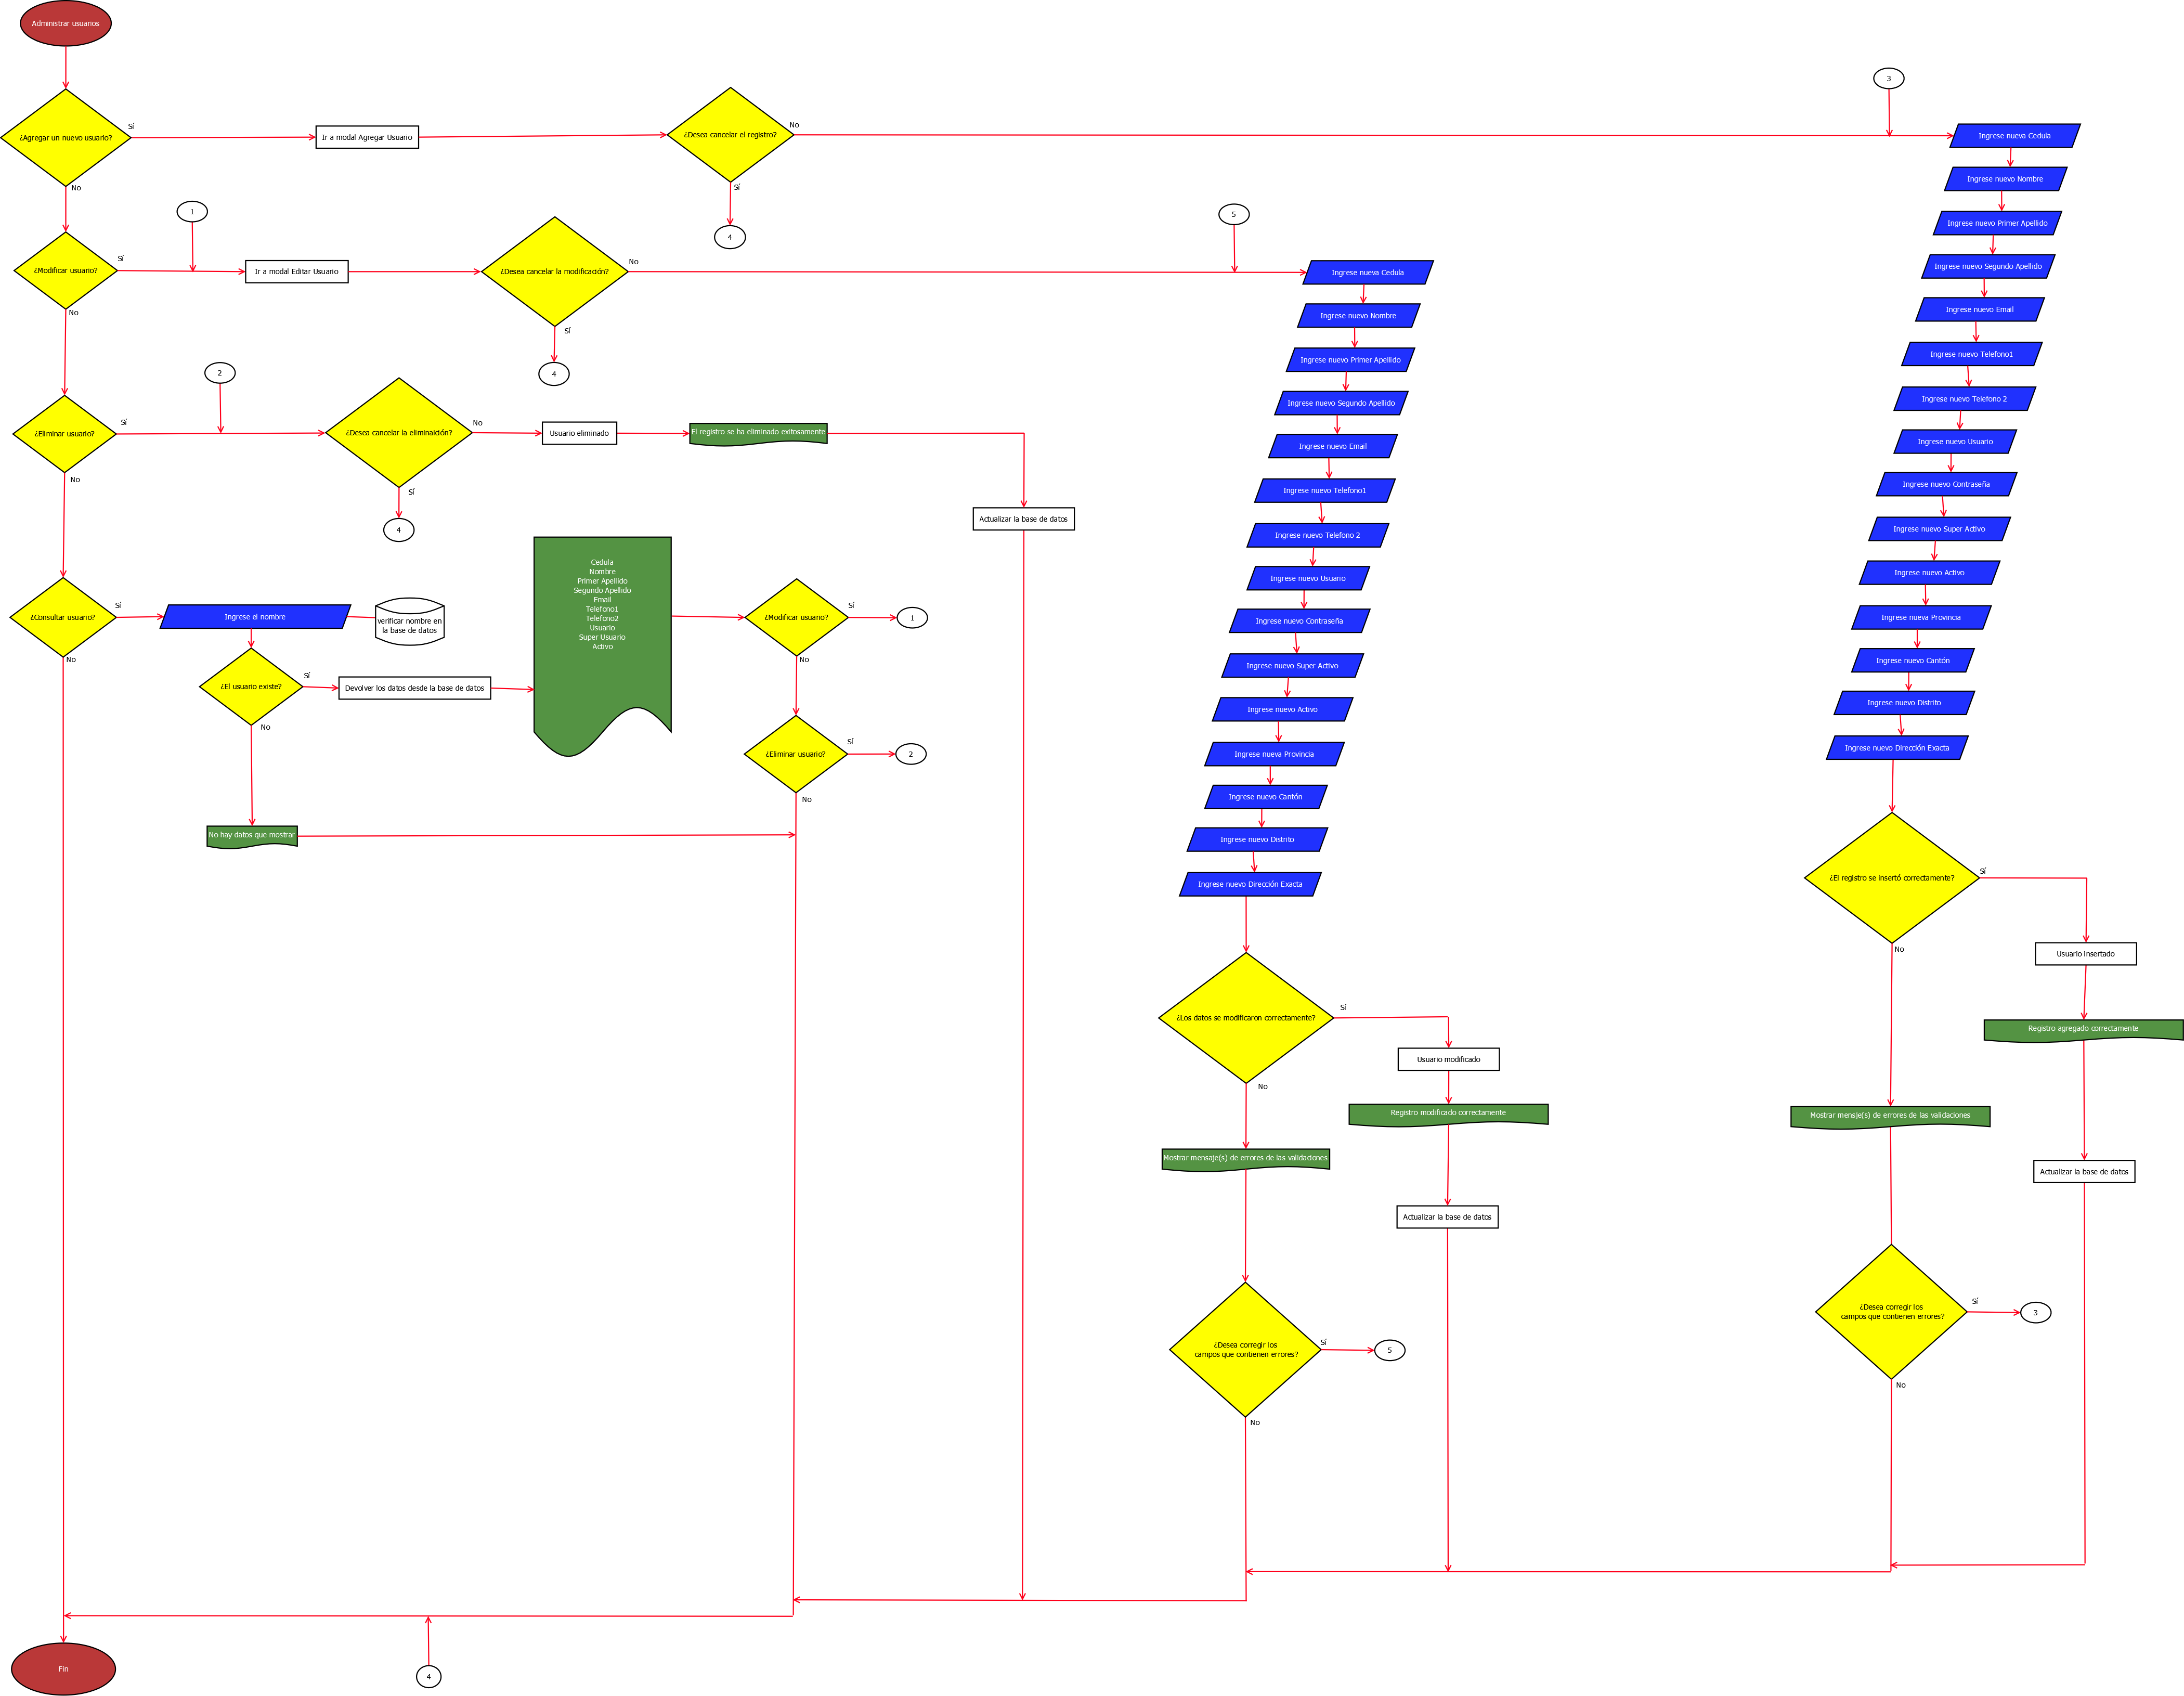 Administrar usuarios
3
¿Agregar un nuevo usuario?
Sí
Ir a modal Agregar Usuario
¿Desea cancelar el registro?
No
Sí
4
No
Ingrese nueva Cedula
Ingrese nuevo Nombre
Ingrese nuevo Primer Apellido
Ingrese nuevo Segundo Apellido
Ingrese nuevo Email
Ingrese nuevo Telefono1
Ingrese nuevo Telefono 2
Ingrese nuevo Usuario
Ingrese nuevo Contraseña
Ingrese nuevo Super Activo
Ingrese nuevo Activo
Ingrese nueva Provincia
Ingrese nuevo Cantón
Ingrese nuevo Distrito
Ingrese nuevo Dirección Exacta
¿El registro se insertó correctamente?
Sí
Usuario insertado
Registro agregado correctamente
Actualizar la base de datos
No
Mostrar mensje(s) de errores de las validaciones
¿Desea corregir los
campos que contienen errores?
Sí
3
No
1
¿Modificar usuario?
Sí
Ir a modal Editar Usuario
¿Desea cancelar la modificación?
No
Sí
4
No
5
Ingrese nueva Cedula
Ingrese nuevo Nombre
Ingrese nuevo Primer Apellido
Ingrese nuevo Segundo Apellido
Ingrese nuevo Email
Ingrese nuevo Telefono1
Ingrese nuevo Telefono 2
Ingrese nuevo Usuario
Ingrese nuevo Contraseña
Ingrese nuevo Super Activo
Ingrese nuevo Activo
Ingrese nueva Provincia
Ingrese nuevo Cantón
Ingrese nuevo Distrito
Ingrese nuevo Dirección Exacta
¿Los datos se modificaron correctamente?
Sí
Usuario modificado
Registro modificado correctamente
Actualizar la base de datos
No
Mostrar mensaje(s) de errores de las validaciones
¿Desea corregir los
campos que contienen errores?
Sí
5
No
2
¿Eliminar usuario?
Sí
¿Desea cancelar la eliminaición?
No
Usuario eliminado
El registro se ha eliminado exitosamente
Actualizar la base de datos
Sí
4
No
¿Consultar usuario?
Sí
Ingrese el nombre
verificar nombre en
la base de datos
¿El usuario existe?
Sí
Devolver los datos desde la base de datos
Cedula
Nombre
Primer Apellido
Segundo Apellido
Email
Telefono1
Telefono2
Usuario
Super Usuario
Activo
¿Modificar usuario?
Sí
1
No
¿Eliminar usuario?
Sí
2
No
No
No hay datos que mostrar
No
Fin
4